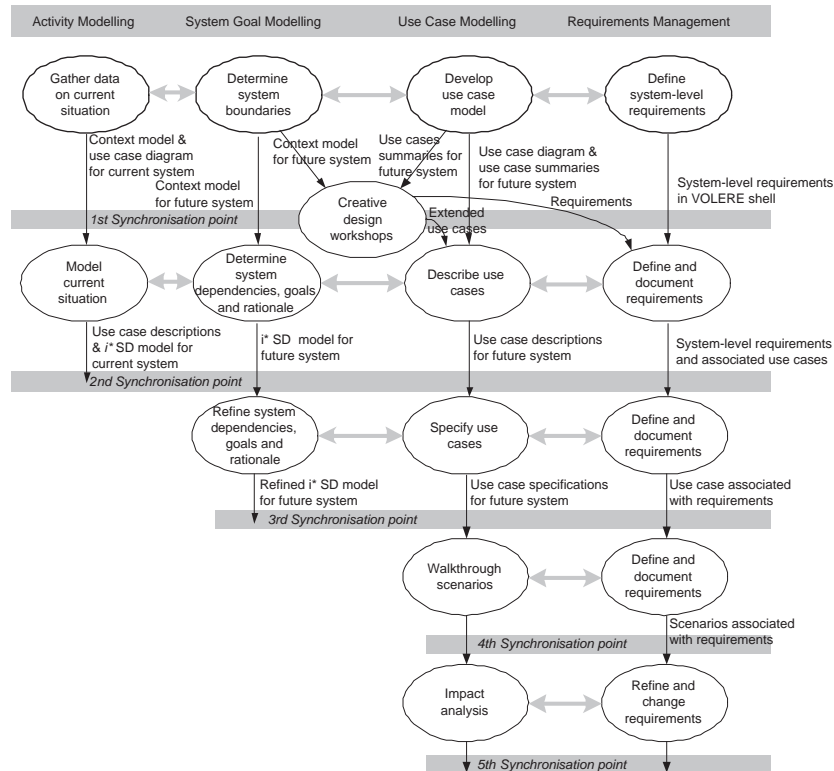 Activity Modelling
System Goal Modelling
Use Case Modelling
Requirements Management
Gather data
on current
situation
Determine
system
boundaries
Develop
use case
model
Define
system-level
requirements
Context model &
use case diagram
for current system
Context model
for future system
Context model
for future system
Use cases
summaries for
future system
Use case diagram &
use case summaries
for future system
Requirements
System-level requirements
in VOLERE shell
1st Synchronisation point
Creative
design
workshops
Extended
use cases
Model
current
situation
Determine
system
dependencies, goals
and rationale
Describe use
cases
Define and
document
requirements
Use case descriptions
& i* SD model for
current system
i* SD model for
future system
Use case descriptions
for future system
System-level requirements
and associated use cases
2nd Synchronisation point
Refine system
dependencies,
goals and
rationale
Specify use
cases
Define and
document
requirements
Refined i* SD model
for future system
Use case specifications
for future system
Use case associated
with requirements
3rd Synchronisation point
Walkthrough
scenarios
Define and
document
requirements
Scenarios associated
with requirements
4th Synchronisation point
Impact
analysis
Refine and
change
requirements
5th Synchronisation point